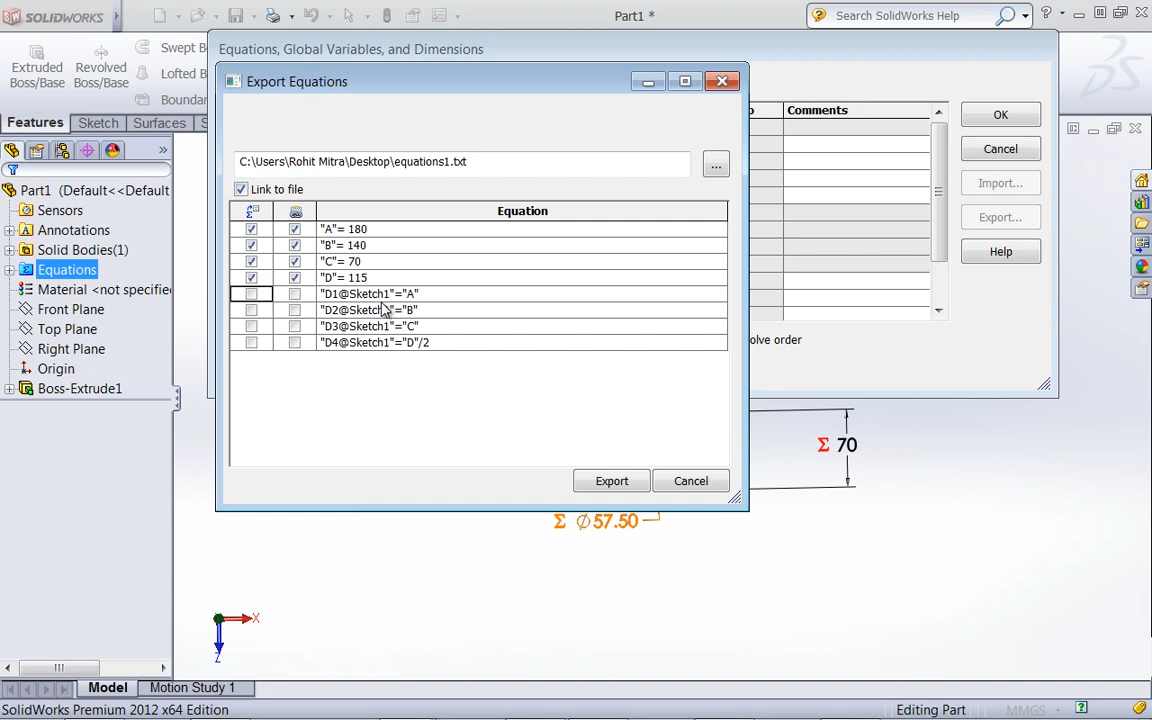 SOLIDWORKS
Part1 *
Search SolidWorks Help
Extruded
Boss/Base
Revolved
Boss/Base
Swept B
Lofted B
Boundar
Features
Sketch
Surfaces
S
Part1 (Default<<Default
Sensors
Annotations
Solid Bodies(1)
Equations
Material <not specifie
Front Plane
Top Plane
Right Plane
Origin
Boss-Extrude1
Equations, Global Variables, and Dimensions
Export Equations
C:\Users\Rohit Mitra\Desktop\equations1.txt
...
Link to file
Equation
"A"= 180
"B"= 140
"C"= 70
"D"= 115
"D1@Sketch1"="A"
"D2@Sketch1"="B"
"D3@Sketch1"="C"
"D4@Sketch1"="D"/2
Export
Cancel
o
Comments
OK
Cancel
Import...
Export...
Help
olve order
Σ 70
Σ ∅57.50
X
Z
Model
Motion Study 1
SolidWorks Premium 2012 x64 Edition
Editing Part
MMGS